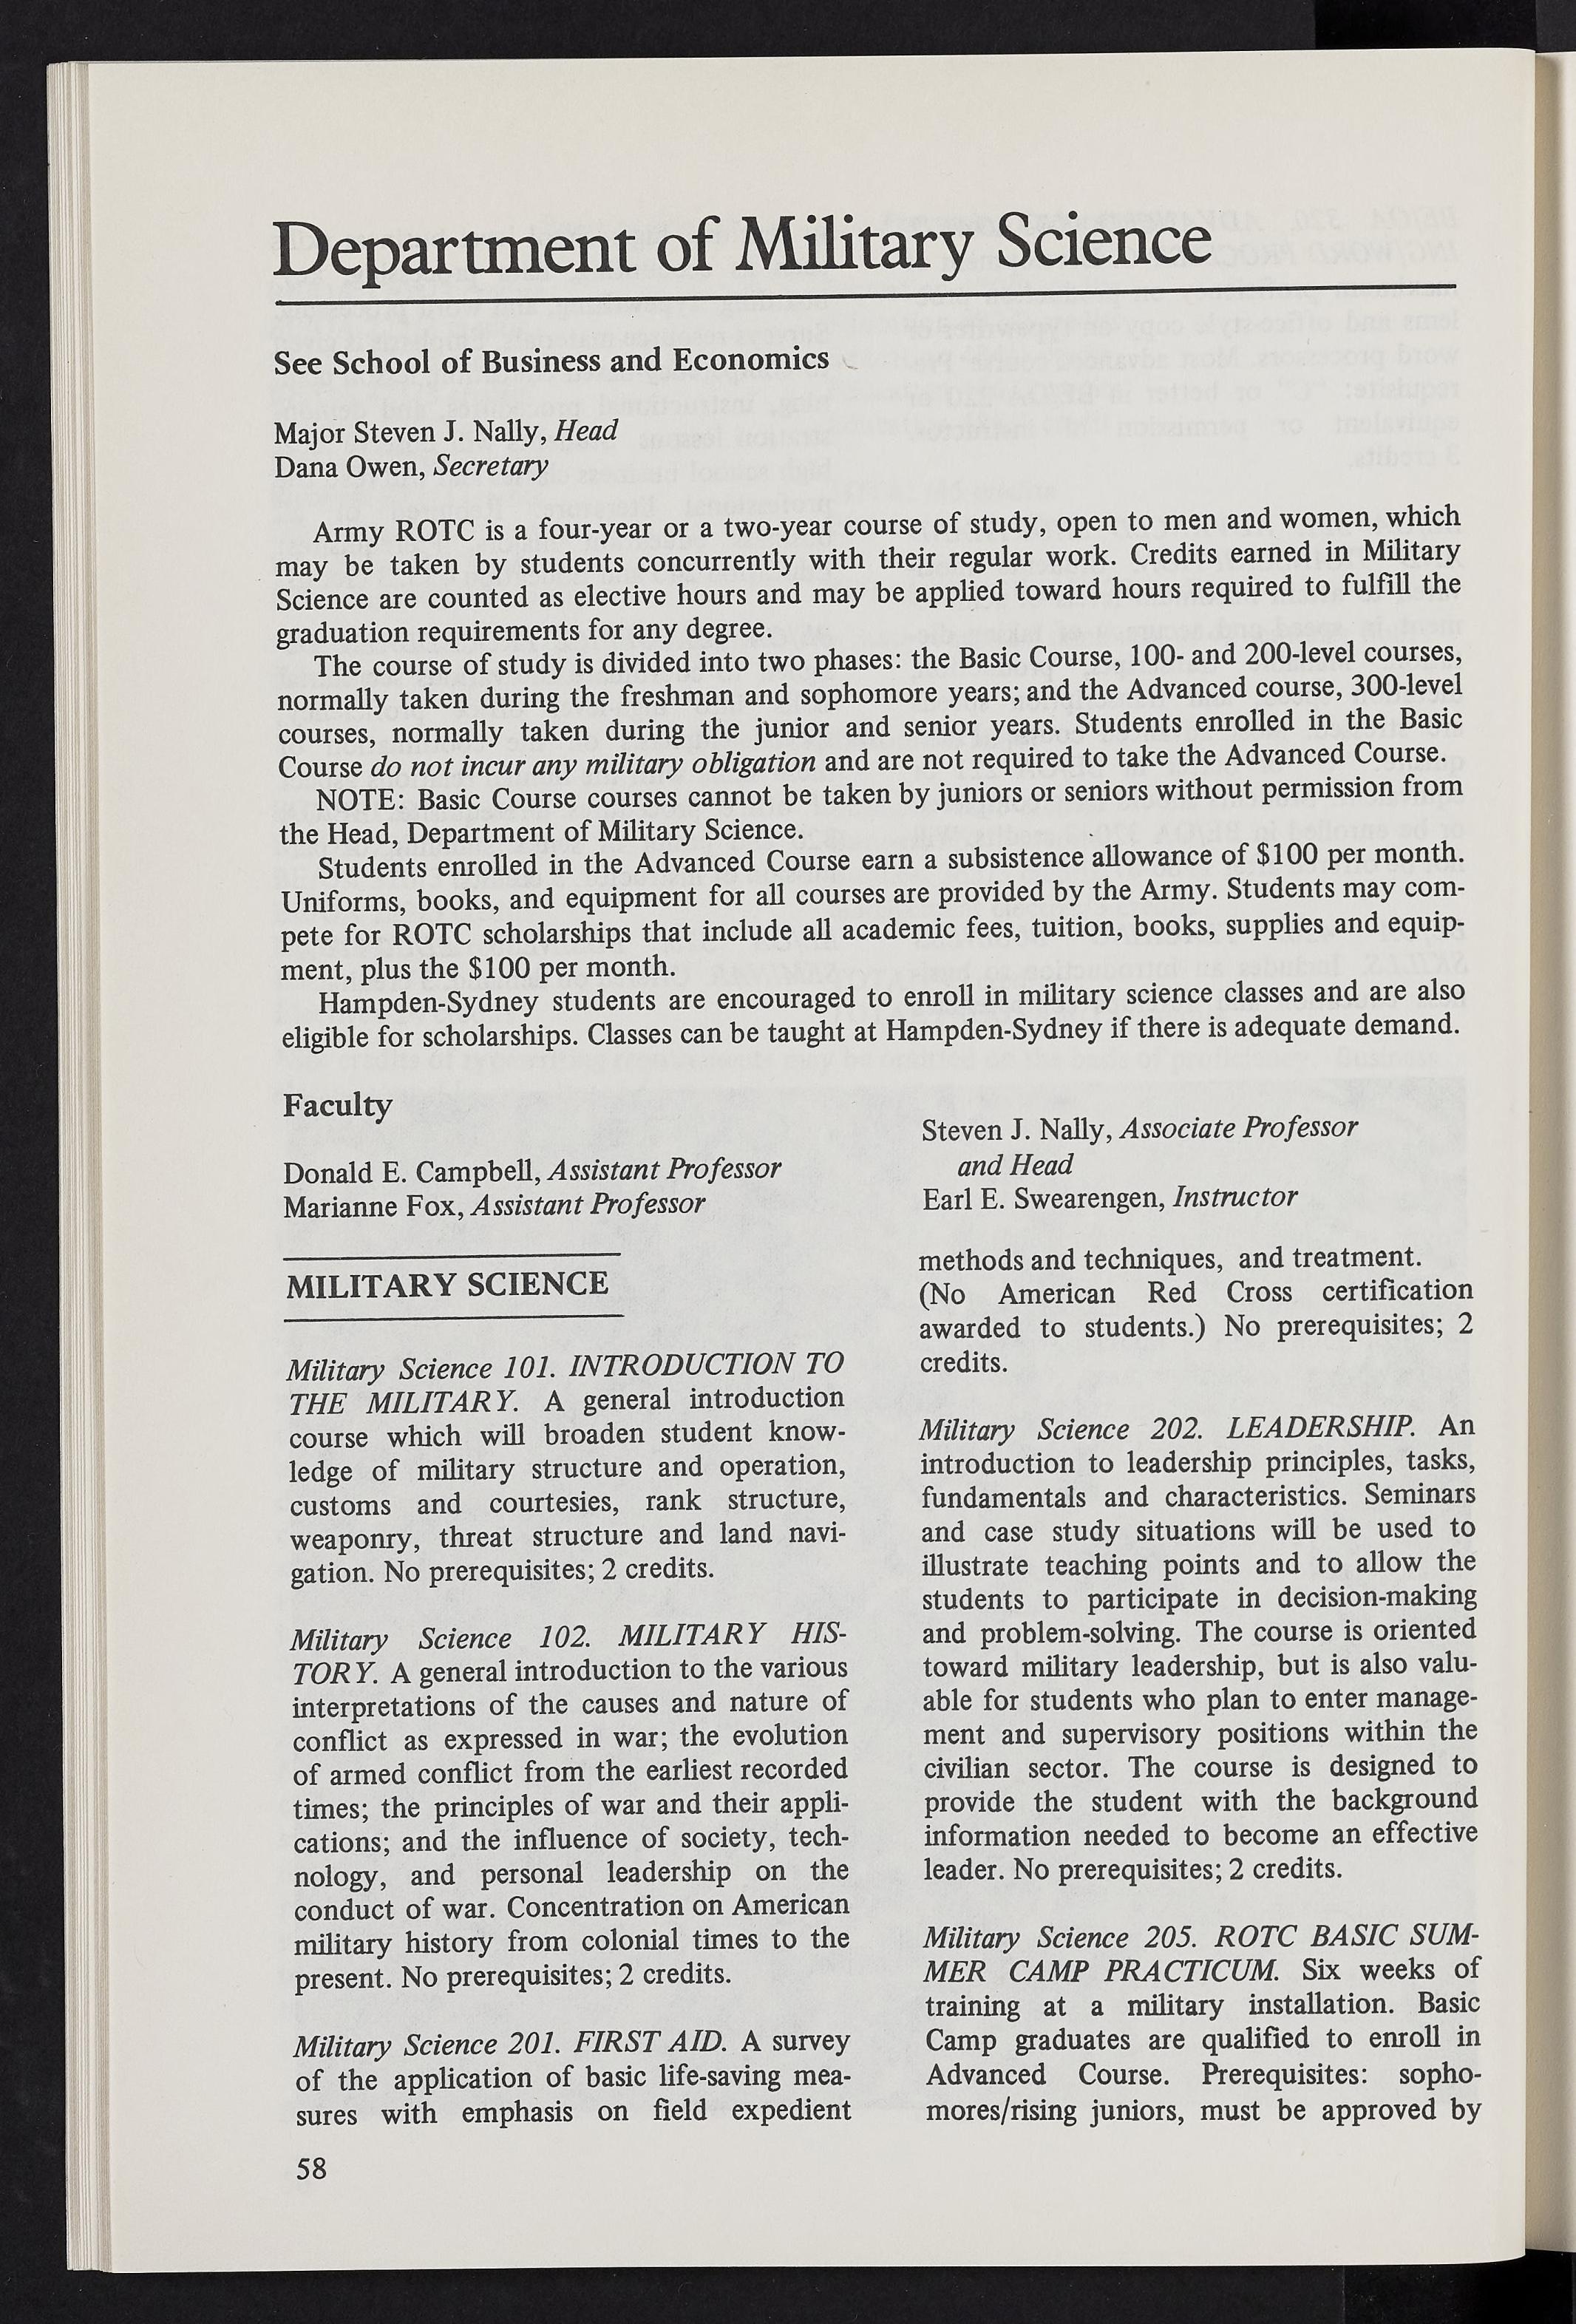 Department of Military Science
See School of Business and Economics
Major Steven J. Nally, Head
Dana Owen, Secretary
Army ROTC is a four-year or a two-year course of study, open to men and women, which
may be taken by students concurrently with their regular work. Credits earned in Military
Science are counted as elective hours and may be applied toward hours required to fulfill the
graduation requirements for any degree.
The course of study is divided into two phases: the Basic Course, 100- and 200-level courses,
normally taken during the freshman and sophomore years; and the Advanced course, 300-level
courses, normally taken during the junior and senior years. Students enrolled in the Basic
Course do not incur any military obligation and are not required to take the Advanced Course.
NOTE: Basic Course courses cannot be taken by juniors or seniors without permission from
the Head, Department of Military Science.
Students enrolled in the Advanced Course earn a subsistence allowance of $100 per month.
Uniforms, books, and equipment for all courses are provided by the Army. Students may com-
pete for ROTC scholarships that include all academic fees, tuition, books, supplies and equip-
ment, plus the $100 per month.
Hampden-Sydney students are encouraged to enroll in military science classes and are also
eligible for scholarships. Classes can be taught at Hampden-Sydney if there is adequate demand.
Faculty
Donald E. Campbell, Assistant Professor
Marianne Fox, Assistant Professor
Steven J. Nally, Associate Professor
and Head
Earl E. Swearengen, Instructor
MILITARY SCIENCE
Military Science 101. INTRODUCTION TO
THE MILITARY. A general introduction
course which will broaden student know-
ledge of military structure and operation,
customs and courtesies, rank structure,
weaponry, threat structure and land navi-
gation. No prerequisites; 2 credits.
Military Science 102. MILITARY HIS-
TORY. A general introduction to the various
interpretations of the causes and nature of
conflict as expressed in war; the evolution
of armed conflict from the earliest recorded
times; the principles of war and their appli-
cations; and the influence of society, tech-
nology, and personal leadership on the
conduct of war. Concentration on American
military history from colonial times to the
present. No prerequisites; 2 credits.
Military Science 201. FIRST AID. A survey
of the application of basic life-saving mea-
sures with emphasis on field expedient
methods and techniques, and treatment.
(No American Red Cross certification
awarded to students.) No prerequisites; 2
credits.
Military Science 202. LEADERSHIP. An
introduction to leadership principles, tasks,
fundamentals and characteristics. Seminars
and case study situations will be used to
illustrate teaching points and to allow the
students to participate in decision-making
and problem-solving. The course is oriented
toward military leadership, but is also valu-
able for students who plan to enter manage-
ment and supervisory positions within the
civilian sector. The course is designed to
provide the student with the background
information needed to become an effective
leader. No prerequisites; 2 credits.
Military Science 205. ROTC BASIC SUM-
MER CAMP PRACTICUM. Six weeks of
training at a military installation. Basic
Camp graduates are qualified to enroll in
Advanced Course. Prerequisites: sopho-
mores/rising juniors, must be approved by
58